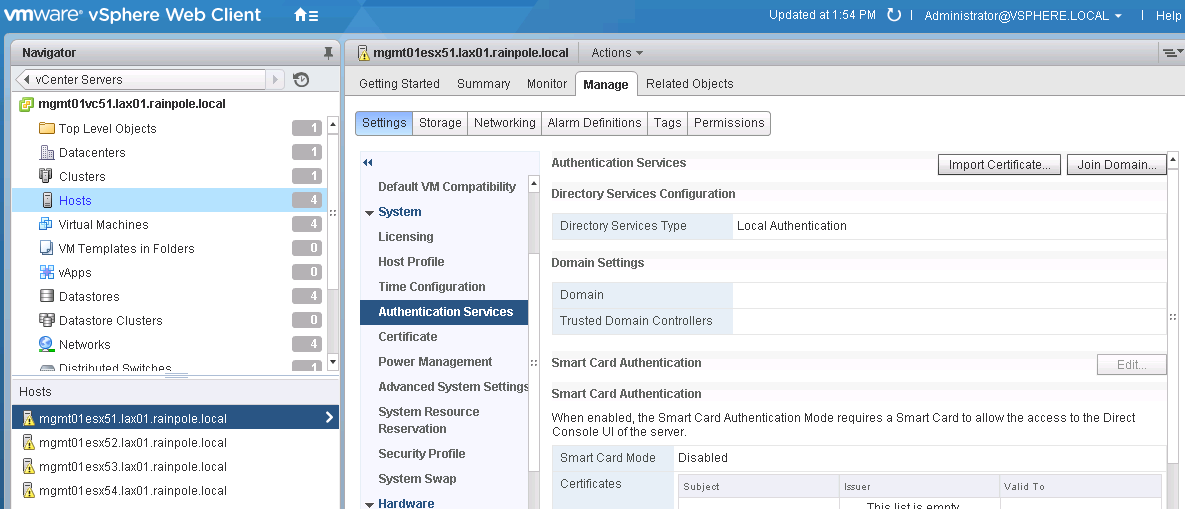 vmware® vSphere Web Client
Updated at 1:54 PM | Administrator@VSPHERE.LOCAL | Help
Navigator
vCenter Servers
mgmt01vc51.lax01.rainpole.local
Top Level Objects 1
Datacenters 1
Clusters 1
Hosts 4
Virtual Machines 4
VM Templates in Folders 0
vApps 0
Datastores 4
Datastore Clusters 0
Networks 4
Distributed Switches 1
Hosts
mgmt01esx51.lax01.rainpole.local
mgmt01esx52.lax01.rainpole.local
mgmt01esx53.lax01.rainpole.local
mgmt01esx54.lax01.rainpole.local
mgmt01esx51.lax01.rainpole.local Actions
Getting Started Summary Monitor Manage Related Objects
Settings Storage Networking Alarm Definitions Tags Permissions
Default VM Compatibility
System
Licensing
Host Profile
Time Configuration
Authentication Services
Certificate
Power Management
Advanced System Settings
System Resource
Reservation
Security Profile
System Swap
Hardware
Authentication Services Import Certificate... Join Domain...
Directory Services Configuration
Directory Services Type Local Authentication
Domain Settings
Domain
Trusted Domain Controllers
Smart Card Authentication Edit...
Smart Card Authentication
When enabled, the Smart Card Authentication Mode requires a Smart Card to allow the access to the Direct
Console UI of the server.
Smart Card Mode Disabled
Certificates Subject Issuer Valid To
This list is empty.